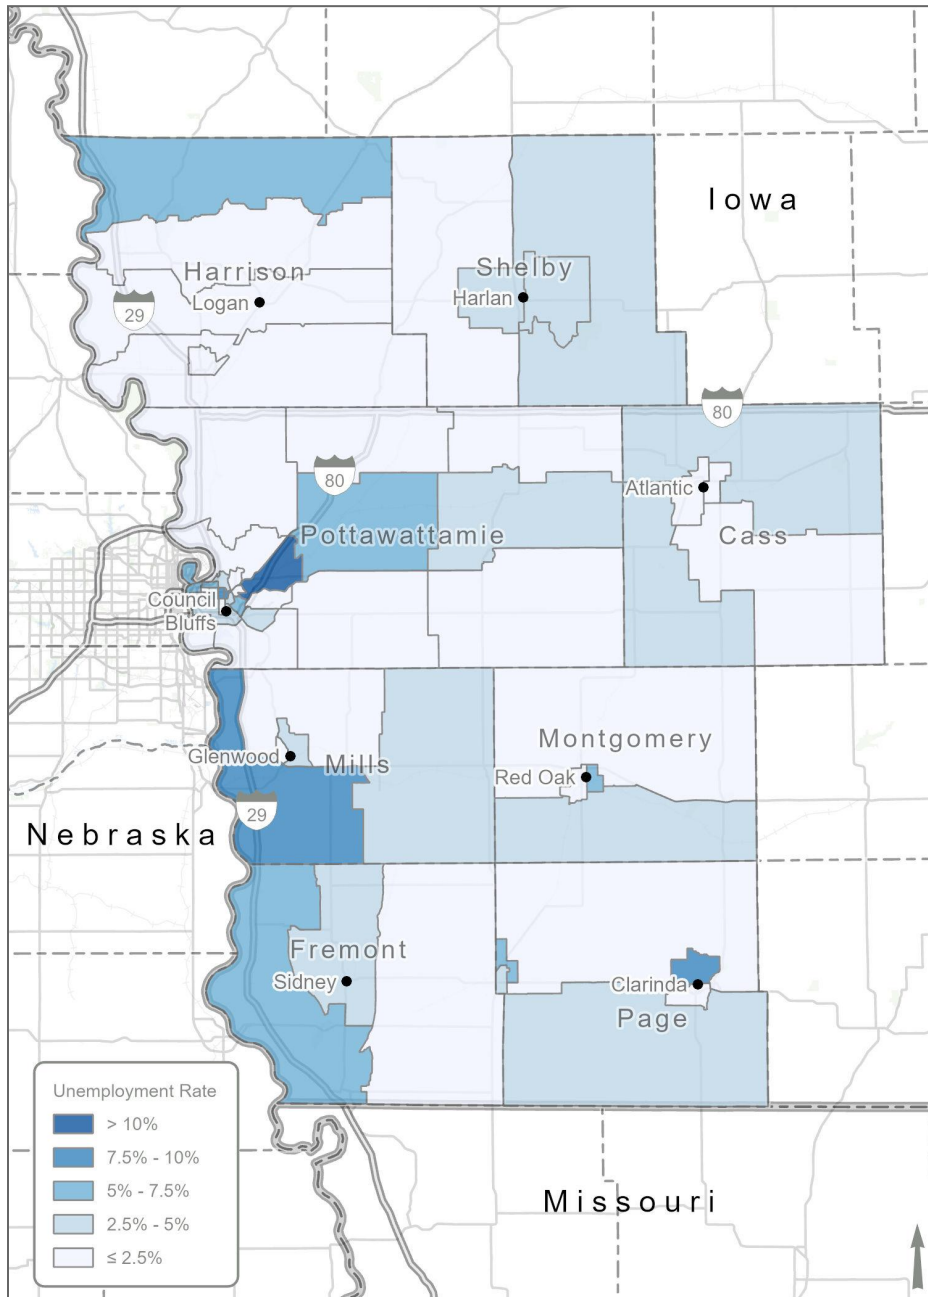 Iowa
Harrison
Shelby
Logan
Harlan
29
80
80
Atlantic
Pottawattamie
Cass
Council
Bluffs
Montgomery
Glenwood
Mills
Red Oak
29
Nebraska
Fremont
Sidney
Clarinda
Page
Unemployment Rate
> 10%
7.5% - 10%
5% - 7.5%
2.5% - 5%
≤ 2.5%
Missouri